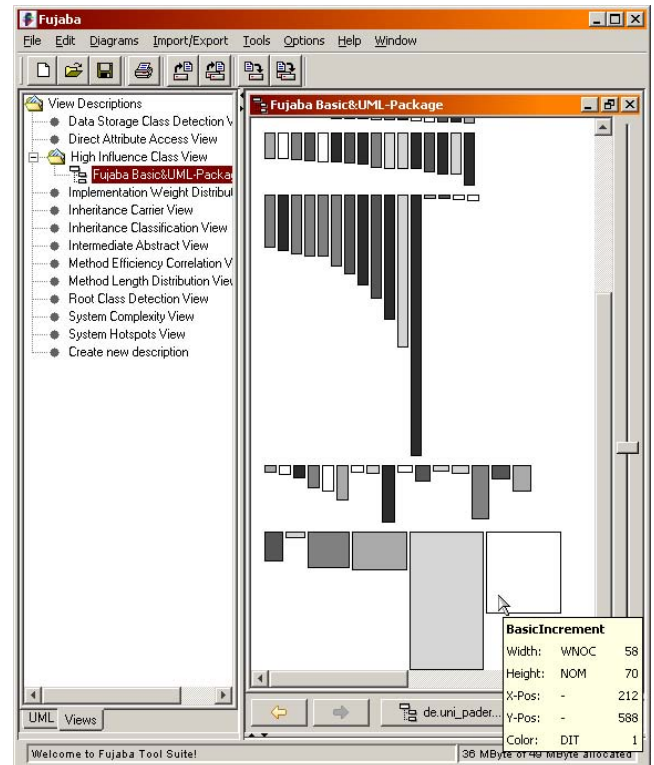 Fujaba
File Edit Diagrams Import/Export Tools Options Help Window
View Descriptions
Data Storage Class Detection V
Direct Attribute Access View
High Influence Class View
Fujaba Basic&UML-Packa
Implementation Weight Distribut
Inheritance Carrier View
Inheritance Classification View
Intermediate Abstract View
Method Efficiency Correlation V
Method Length Distribution View
Root Class Detection View
System Complexity View
System Hotspots View
Create new description
UML Views
Fujaba Basic&UML-Package
de.uni_pader...
BasicIncrement
Width: WNOC 58
Height: NOM 70
X-Pos: - 212
Y-Pos: - 588
Color: DIT 1
Welcome to Fujaba Tool Suite!
36 MByte of 49 MByte allocated